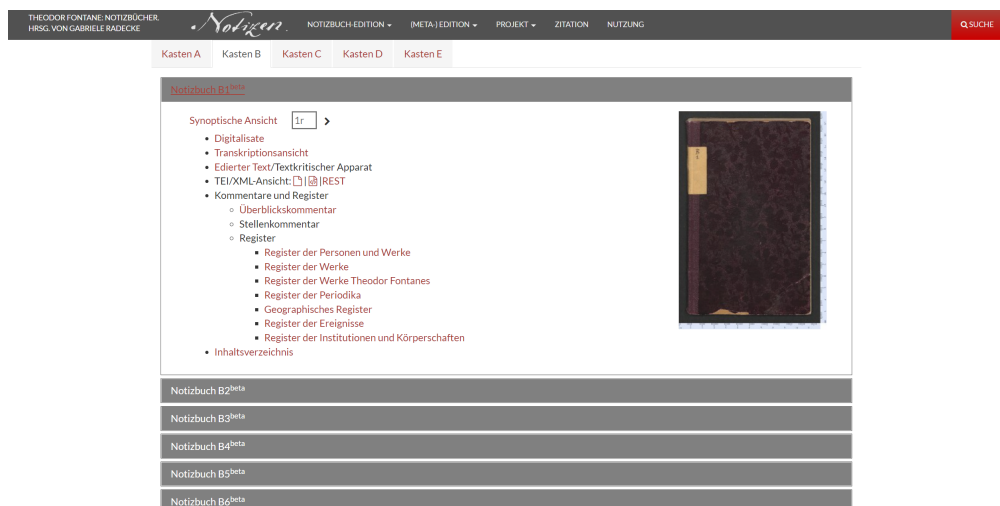 THEODOR FONTANE: NOTIZBÜCHER.
HRSG. VON GABRIELE RADECKE
Notizen.
NOTIZBUCH-EDITION (META-) EDITION PROJEKT ZITATION NUTZUNG
SUCHE
Kasten A Kasten B Kasten C Kasten D Kasten E
Notizbuch B1beta
Synoptische Ansicht 1r
Digitalisate
Transkriptionsansicht
Edierter Text/Textkritischer Apparat
TEI/XML-Ansicht: | |REST
Kommentare und Register
Überblickskommentar
Stellenkommentar
Register
Register der Personen und Werke
Register der Werke
Register der Werke Theodor Fontanes
Register der Periodika
Geographisches Register
Register der Ereignisse
Register der Institutionen und Körperschaften
Inhaltsverzeichnis
Notizbuch B2beta
Notizbuch B3beta
Notizbuch B4beta
Notizbuch B5beta
Notizbuch B6beta